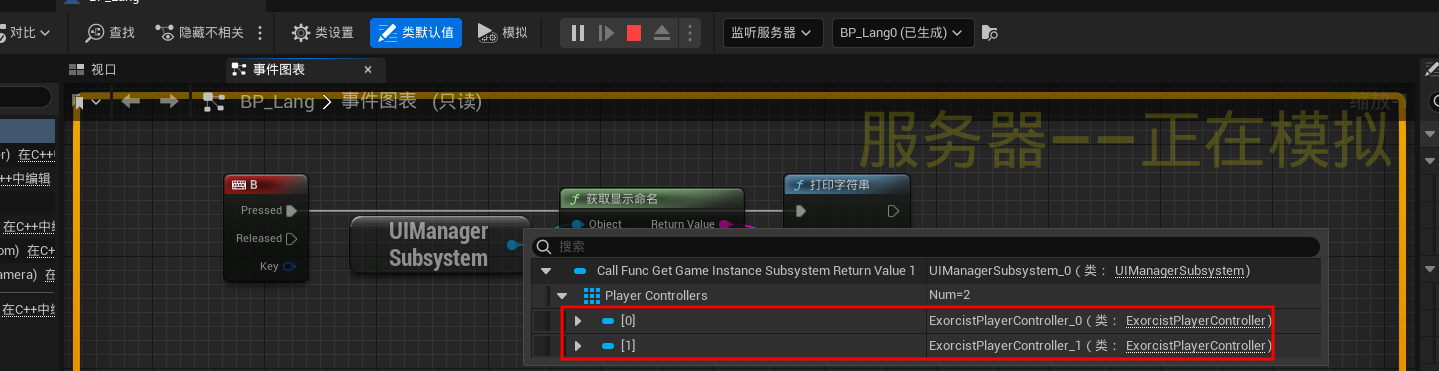 BP_Lang
对比
查找
隐藏不相关
类设置
类默认值
模拟
监听服务器
BP_Lang0 (已生成)
视口
事件图表
BP_Lang > 事件图表 (只读)
缩放-
服务器——正在模拟
er) 在C++中
C++中编辑
在C++中编
om) 在C+
amera) 在C
在C++中编
B
Pressed
Released
Key
UIManager
Subsystem
获取显示命名
Object
Return Value
打印字符串
搜索
Call Func Get Game Instance Subsystem Return Value 1
UIManagerSubsystem_0 (类: UIManagerSubsystem)
Player Controllers
Num=2
[0]
ExorcistPlayerController_0 (类: ExorcistPlayerController)
[1]
ExorcistPlayerController_1 (类: ExorcistPlayerController)